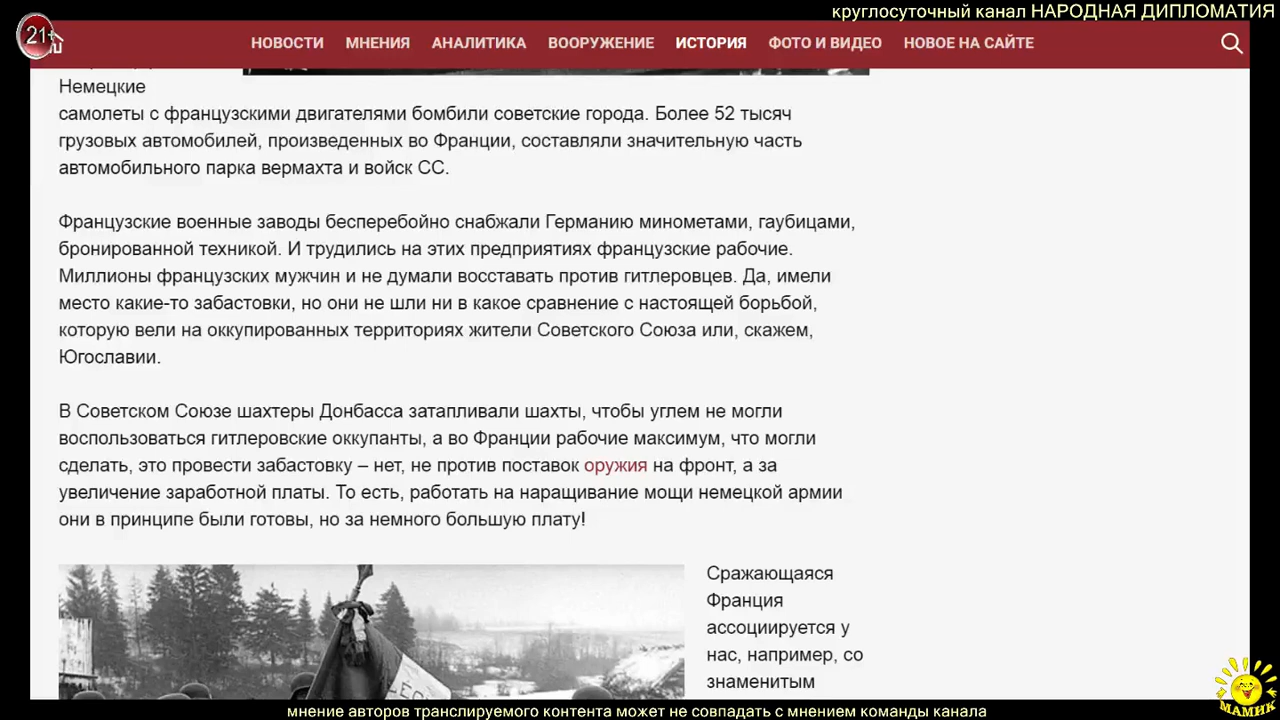 круглосуточный канал НАРОДНАЯ ДИПЛОМАТИЯ
21+
НОВОСТИ МНЕНИЯ АНАЛИТИКА ВООРУЖЕНИЕ ИСТОРИЯ ФОТО И ВИДЕО НОВОЕ НА САЙТЕ
Немецкие
самолеты с французскими двигателями бомбили советские города. Более 52 тысяч
грузовых автомобилей, произведенных во Франции, составляли значительную часть
автомобильного парка вермахта и войск СС.
Французские военные заводы бесперебойно снабжали Германию минометами, гаубицами,
бронированной техникой. И трудились на этих предприятиях французские рабочие.
Миллионы французских мужчин и не думали восставать против гитлеровцев. Да, имели
место какие-то забастовки, но они не шли ни в какое сравнение с настоящей борьбой,
которую вели на оккупированных территориях жители Советского Союза или, скажем,
Югославии.
В Советском Союзе шахтеры Донбасса затапливали шахты, чтобы углем не могли
воспользоваться гитлеровские оккупанты, а во Франции рабочие максимум, что могли
сделать, это провести забастовку – нет, не против поставок оружия на фронт, а за
увеличение заработной платы. То есть, работать на наращивание мощи немецкой армии
они в принципе были готовы, но за немного большую плату!
Сражающаяся
Франция
ассоциируется у
нас, например, со
знаменитым
МАМИК
мнение авторов транслируемого контента может не совпадать с мнением команды канала